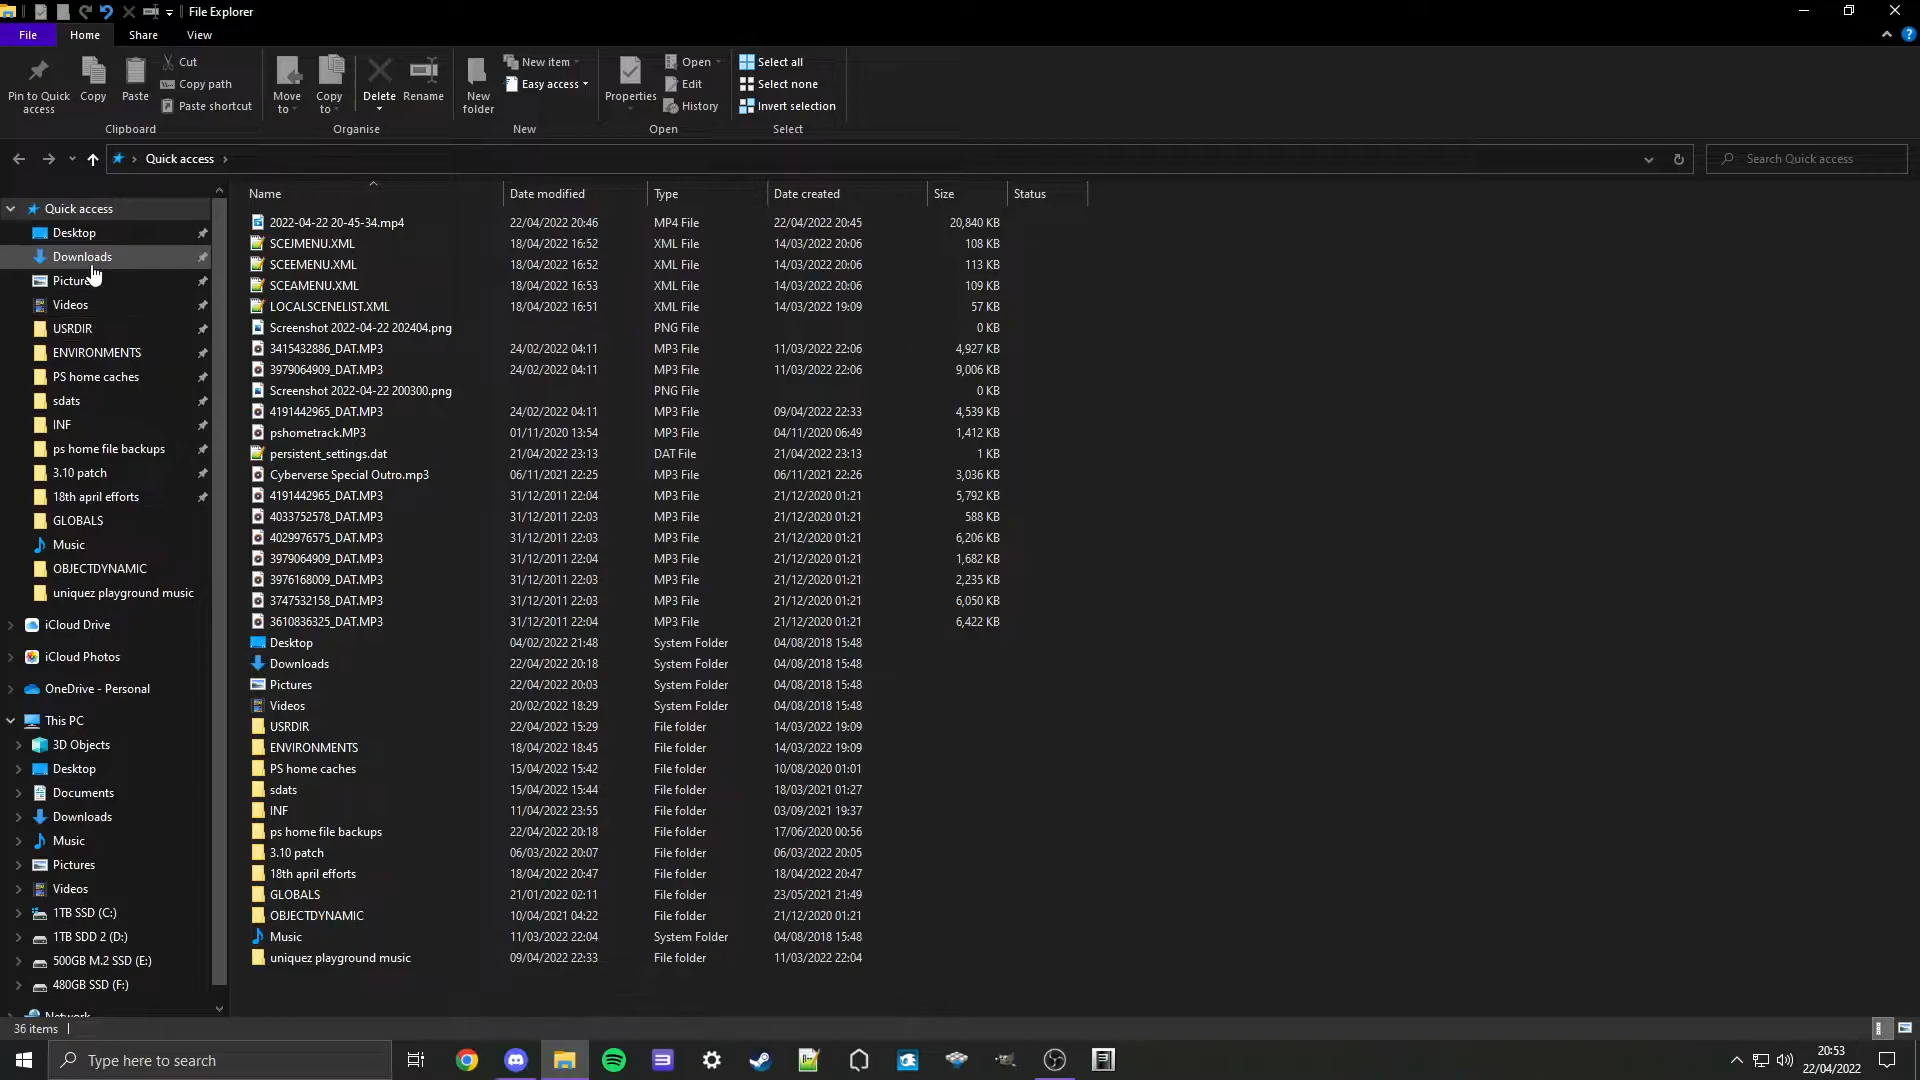 File Explorer
File Home Share View
Pin to Quick access
Copy
Paste
Cut
Copy path
Paste shortcut
Clipboard
Move to
Copy to
Delete
Rename
Organise
New folder
New item
Easy access
New
Properties
Open
Edit
History
Open
Select all
Select none
Invert selection
Select
Quick access
Search Quick access
Quick access
Desktop
Downloads
Pictures
Videos
USRDIR
ENVIRONMENTS
PS home caches
sdats
INF
ps home file backups
3.10 patch
18th april efforts
GLOBALS
Music
OBJECTDYNAMIC
uniquez playground music
iCloud Drive
iCloud Photos
OneDrive - Personal
This PC
3D Objects
Desktop
Documents
Downloads
Music
Pictures
Videos
1TB SSD (C:)
1TB SDD 2 (D:)
500GB M.2 SSD (E:)
480GB SSD (F:)
Network
Name Date modified Type Date created Size Status
2022-04-22 20-45-34.mp4 22/04/2022 20:46 MP4 File 22/04/2022 20:45 20,840 KB
SCEJMENU.XML 18/04/2022 16:52 XML File 14/03/2022 20:06 108 KB
SCEEMENU.XML 18/04/2022 16:52 XML File 14/03/2022 20:06 113 KB
SCEAMENU.XML 18/04/2022 16:53 XML File 14/03/2022 20:06 109 KB
LOCALSCENELIST.XML 18/04/2022 16:51 XML File 14/03/2022 19:09 57 KB
Screenshot 2022-04-22 202404.png PNG File 0 KB
3415432886_DAT.MP3 24/02/2022 04:11 MP3 File 11/03/2022 22:06 4,927 KB
3979064909_DAT.MP3 24/02/2022 04:11 MP3 File 11/03/2022 22:06 9,006 KB
Screenshot 2022-04-22 200300.png PNG File 0 KB
4191442965_DAT.MP3 24/02/2022 04:11 MP3 File 09/04/2022 22:33 4,539 KB
pshometrack.MP3 01/11/2020 13:54 MP3 File 04/11/2020 06:49 1,412 KB
persistent_settings.dat 21/04/2022 23:13 DAT File 21/04/2022 23:13 1 KB
Cyberverse Special Outro.mp3 06/11/2021 22:25 MP3 File 06/11/2021 22:26 3,036 KB
4191442965_DAT.MP3 31/12/2011 22:04 MP3 File 21/12/2020 01:21 5,792 KB
4033752578_DAT.MP3 31/12/2011 22:03 MP3 File 21/12/2020 01:21 588 KB
4029976575_DAT.MP3 31/12/2011 22:03 MP3 File 21/12/2020 01:21 6,206 KB
3979064909_DAT.MP3 31/12/2011 22:04 MP3 File 21/12/2020 01:21 1,682 KB
3976168009_DAT.MP3 31/12/2011 22:03 MP3 File 21/12/2020 01:21 2,235 KB
3747532158_DAT.MP3 31/12/2011 22:03 MP3 File 21/12/2020 01:21 6,050 KB
3610836325_DAT.MP3 31/12/2011 22:04 MP3 File 21/12/2020 01:21 6,422 KB
Desktop 04/02/2022 21:48 System Folder 04/08/2018 15:48
Downloads 22/04/2022 20:18 System Folder 04/08/2018 15:48
Pictures 22/04/2022 20:03 System Folder 04/08/2018 15:48
Videos 20/02/2022 18:29 System Folder 04/08/2018 15:48
USRDIR 22/04/2022 15:29 File folder 14/03/2022 19:09
ENVIRONMENTS 18/04/2022 18:45 File folder 14/03/2022 19:09
PS home caches 15/04/2022 15:42 File folder 10/08/2020 01:01
sdats 15/04/2022 15:44 File folder 18/03/2021 01:27
INF 11/04/2022 23:55 File folder 03/09/2021 19:37
ps home file backups 22/04/2022 20:18 File folder 17/06/2020 00:56
3.10 patch 06/03/2022 20:07 File folder 06/03/2022 20:05
18th april efforts 18/04/2022 20:47 File folder 18/04/2022 20:47
GLOBALS 21/01/2022 02:11 File folder 23/05/2021 21:49
OBJECTDYNAMIC 10/04/2021 04:22 File folder 21/12/2020 01:21
Music 11/03/2022 22:04 System Folder 04/08/2018 15:48
uniquez playground music 09/04/2022 22:33 File folder 11/03/2022 22:04
36 items
Type here to search
20:53
22/04/2022